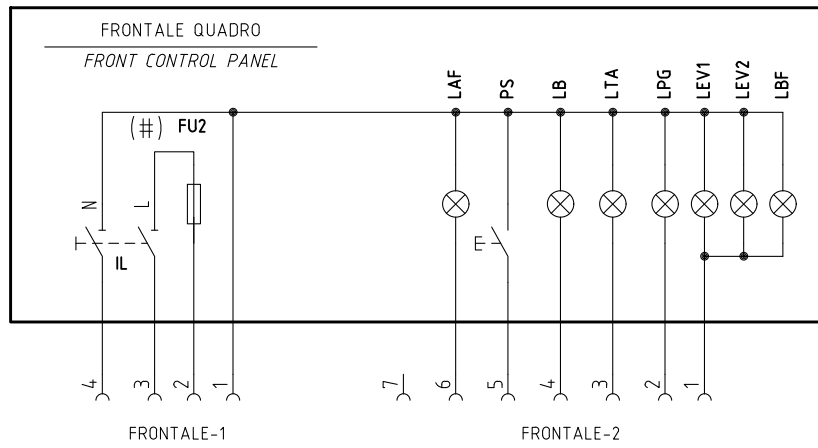 FRONTALE QUADRO
FRONT CONTROL PANEL
LAF PS LB LTA LPG LEV1 LEV2 LBF
(#) FU2
N L
IL
4 3 2 1 7 6 5 4 3 2 1
FRONTALE-1 FRONTALE-2